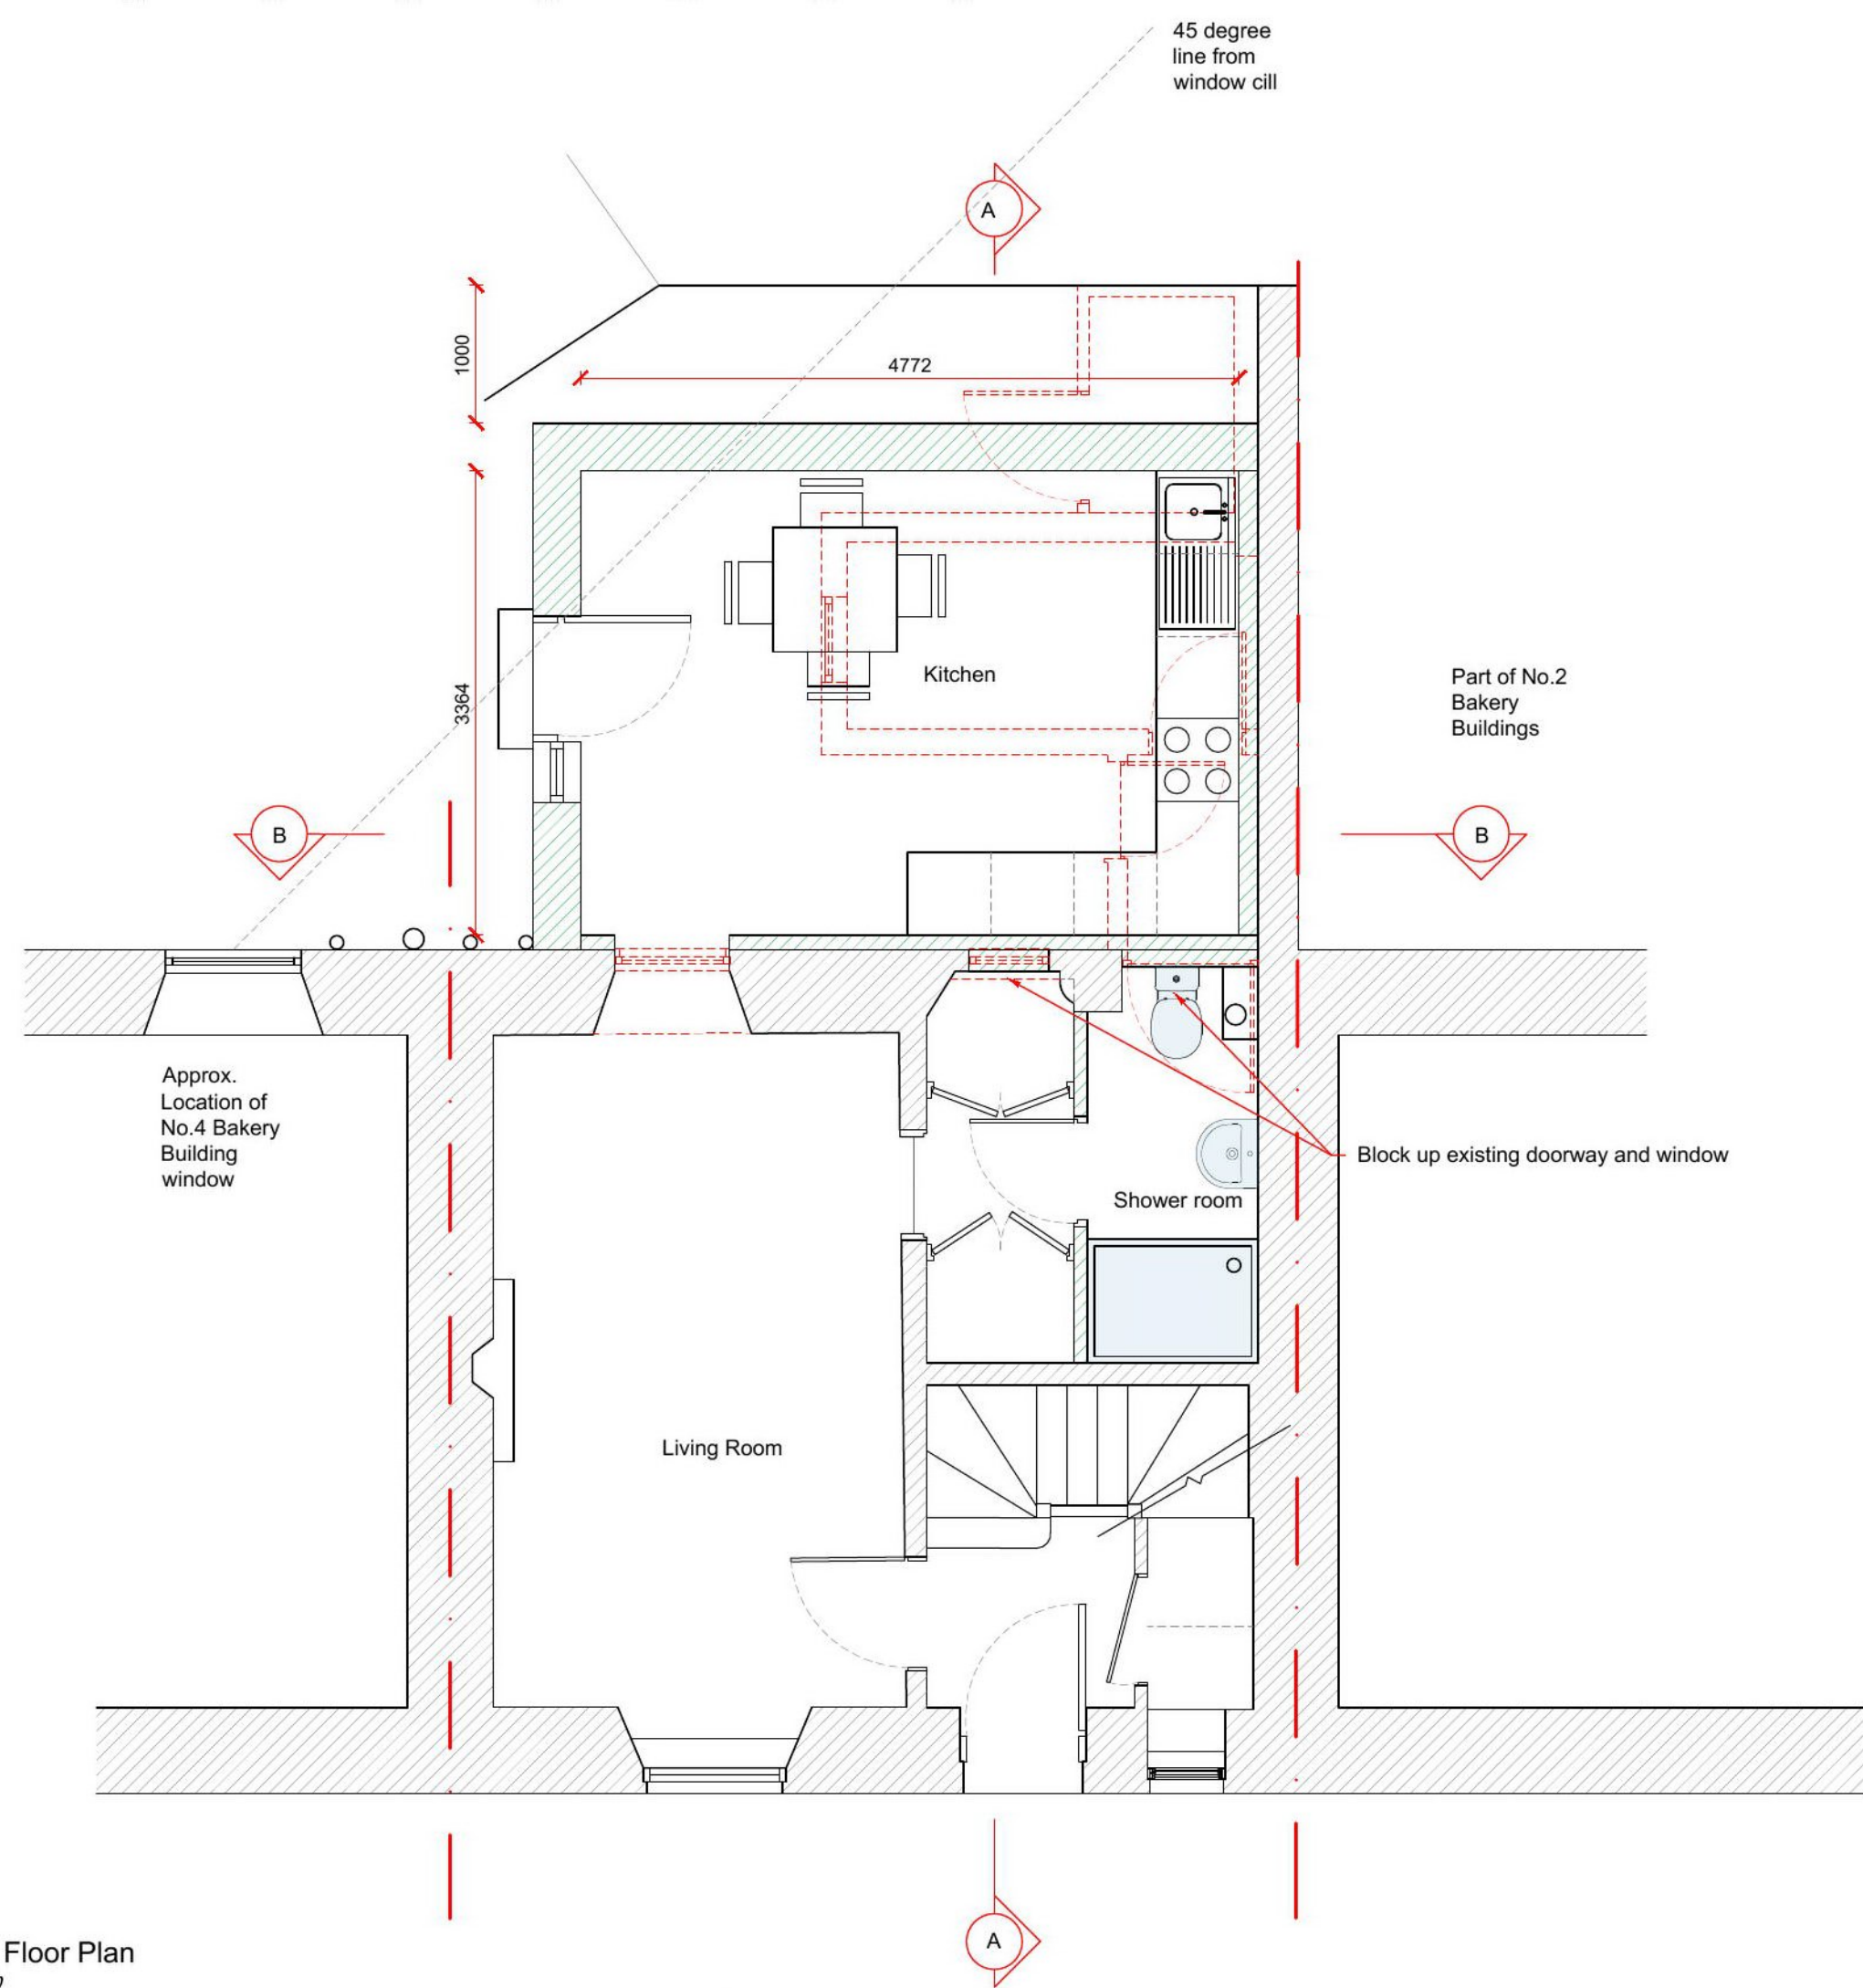 45 degree
line from
window cill
A
1000
4772
3364
Kitchen
Part of No.2
Bakery
Buildings
B
B
Approx.
Location of
No.4 Bakery
Building
window
Block up existing doorway and window
Shower room
Living Room
A
Floor Plan